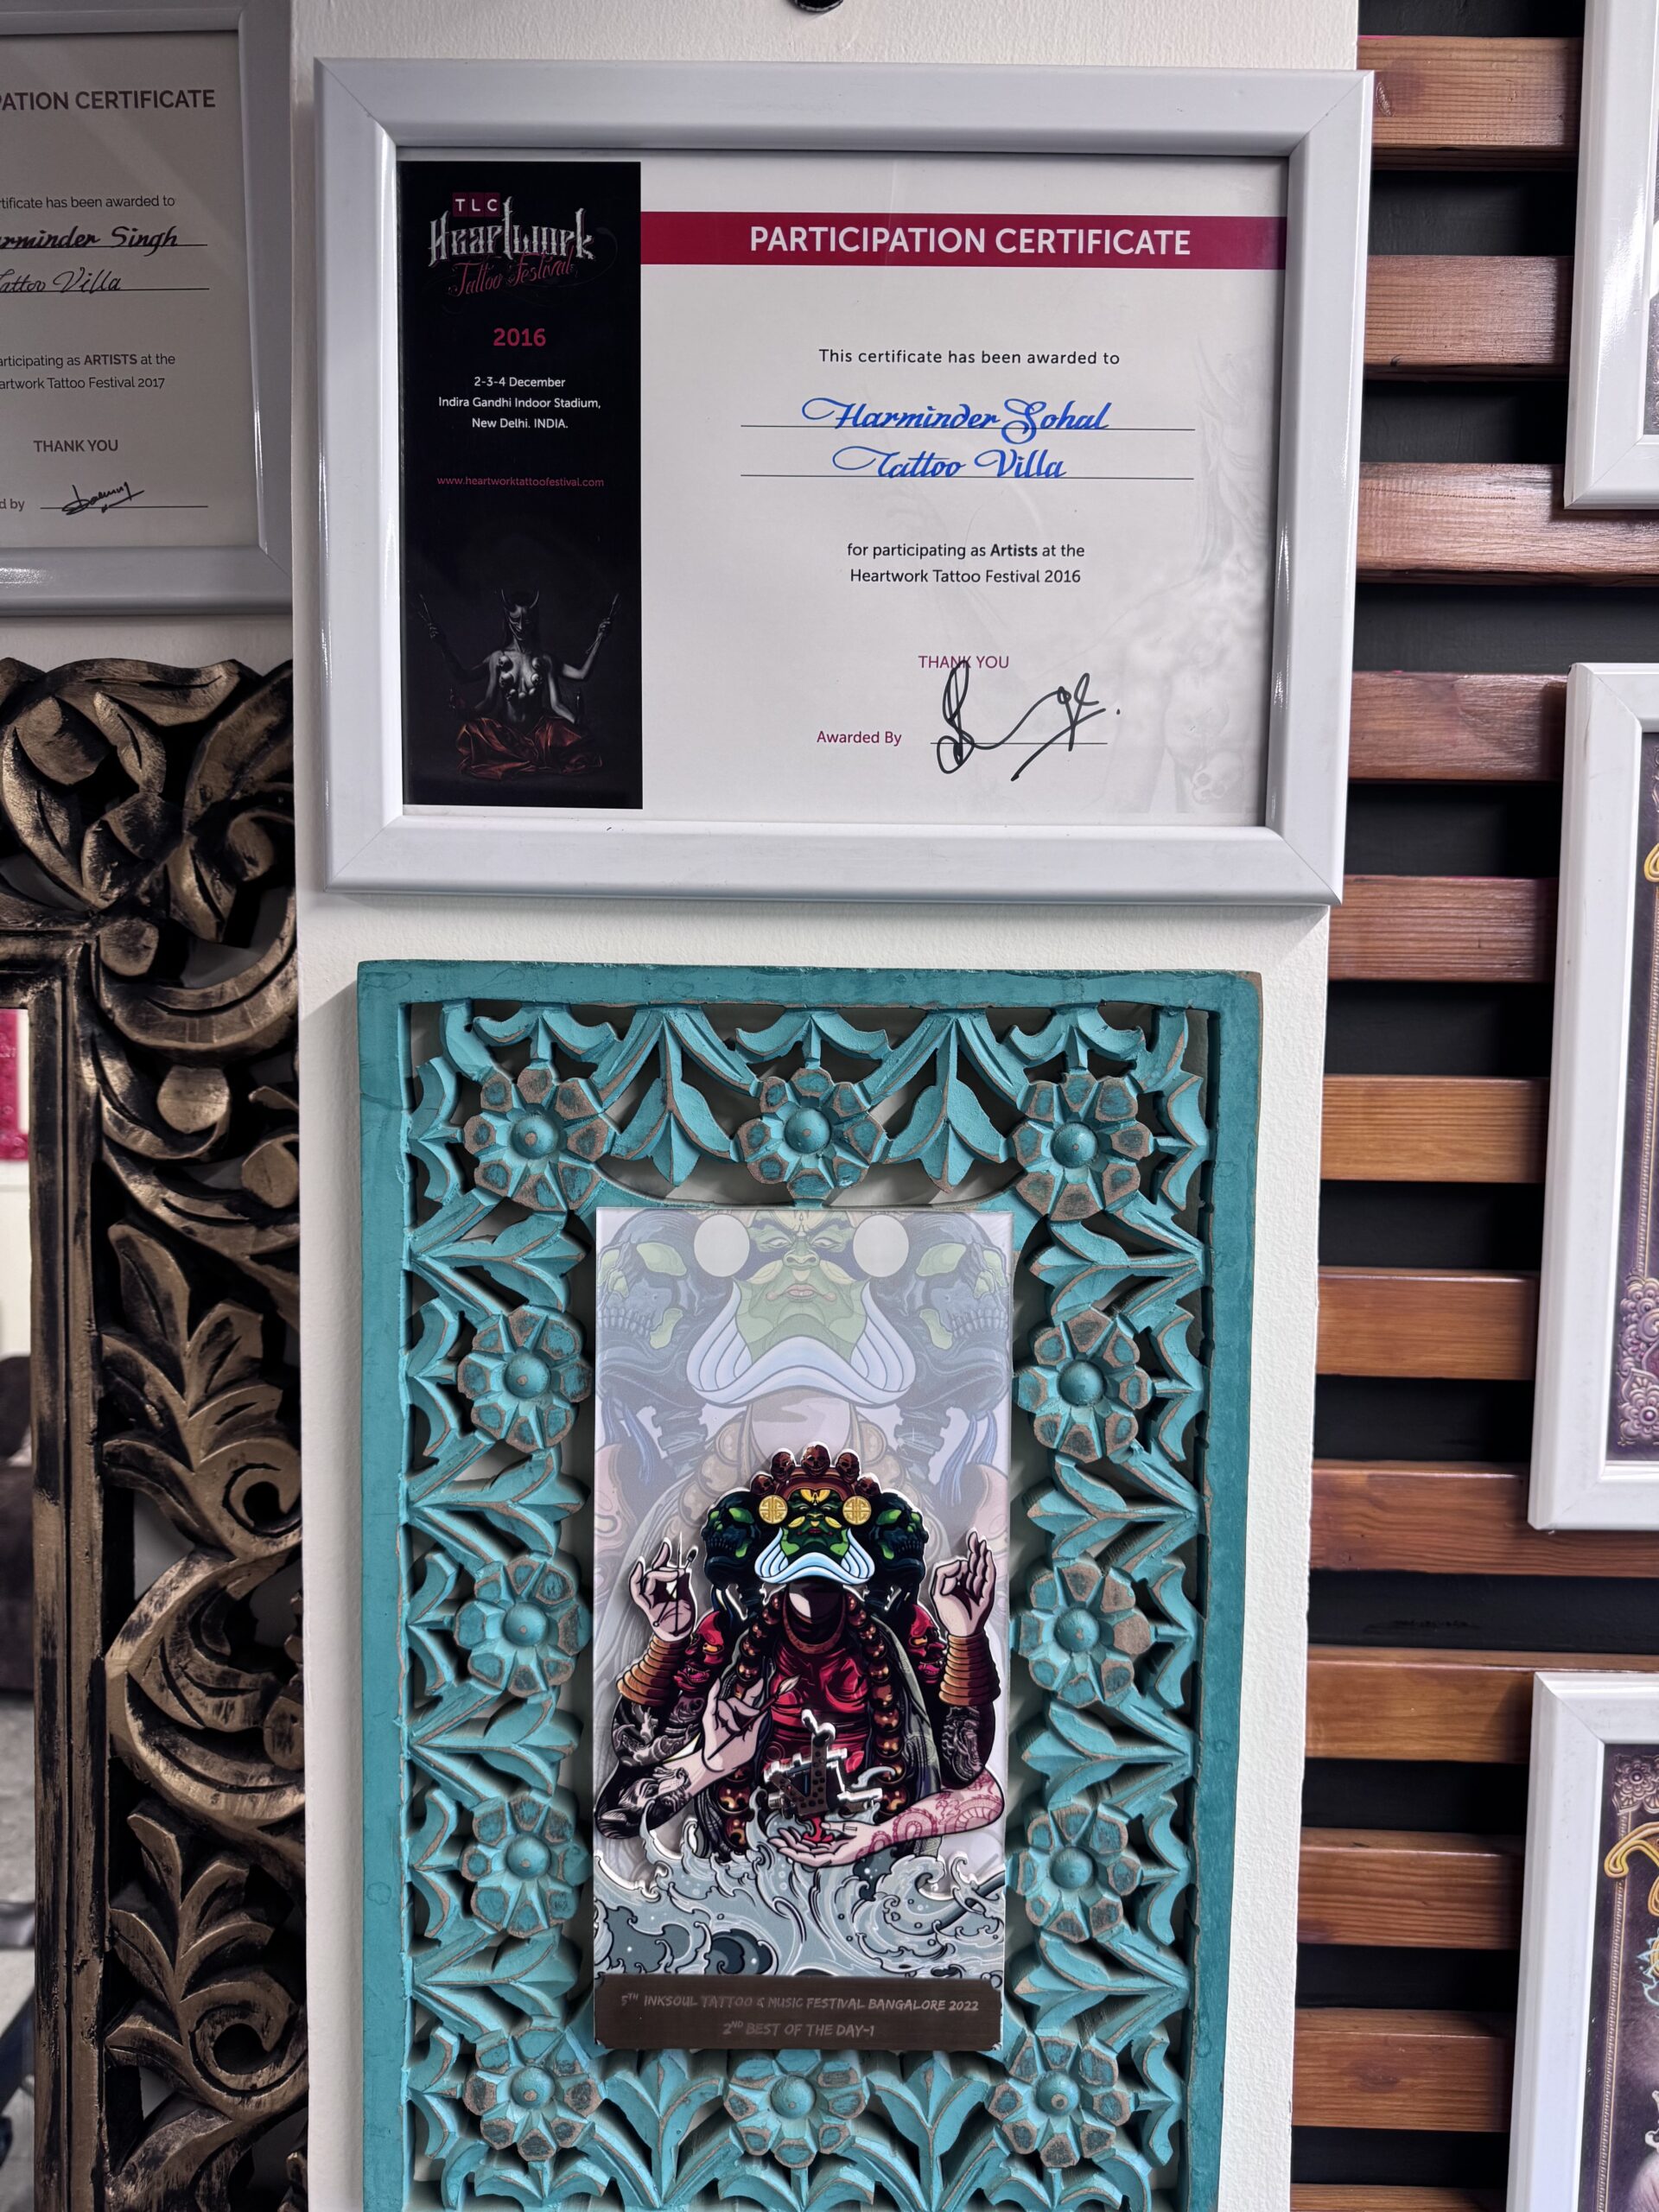 ATION CERTIFICATE
tificate has been awarded to
rminder Singh
attoo Villa
articipating as ARTISTS at the
artwork Tattoo Festival 2017
THANK YOU
d by
TLC
Heartwork
Tattoo Festival
2016
2-3-4 December
Indira Gandhi Indoor Stadium,
New Delhi. INDIA.
www.heartworktattoofestival.com
PARTICIPATION CERTIFICATE
This certificate has been awarded to
Harminder Sohal
Tattoo Villa
for participating as Artists at the
Heartwork Tattoo Festival 2016
THANK YOU
Awarded By
5TH INKSOUL TATTOO & MUSIC FESTIVAL BANGALORE 2022
2ND BEST OF THE DAY-1